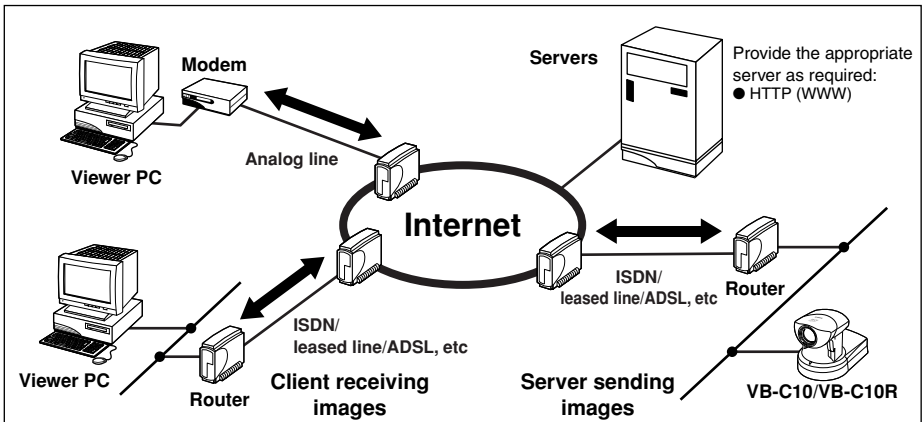 Modem
Analog line
Viewer PC
Servers
Provide the appropriate
server as required:
● HTTP (WWW)
Internet
Viewer PC
Router
ISDN/
leased line/ADSL, etc
Client receiving
images
ISDN/
leased line/ADSL, etc
Router
Server sending
images
VB-C10/VB-C10R